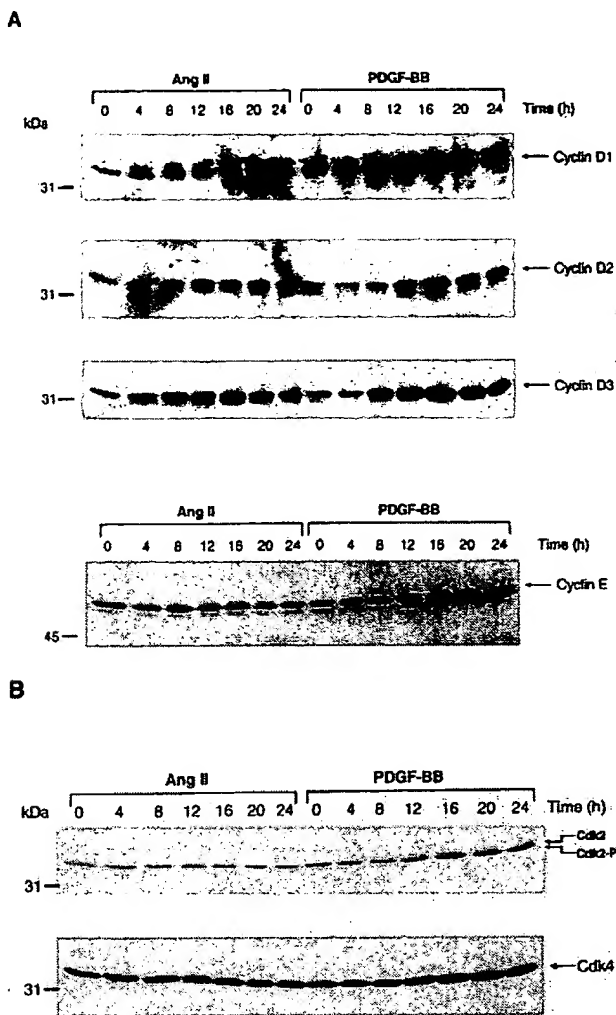 A
Ang II PDGF-BB
0 4 8 12 16 20 24 0 4 8 12 16 20 24 Time (h)
kDa
Cyclin D1
31
Cyclin D2
31
Cyclin D3
31
Ang II PDGF-BB
0 4 8 12 16 20 24 0 4 8 12 16 20 24 Time (h)
Cyclin E
45
B
Ang II PDGF-BB
kDa 0 4 8 12 16 20 24 0 4 8 12 16 20 24 Time (h)
Cdk2
Cdk2-P
31
Cdk4
31